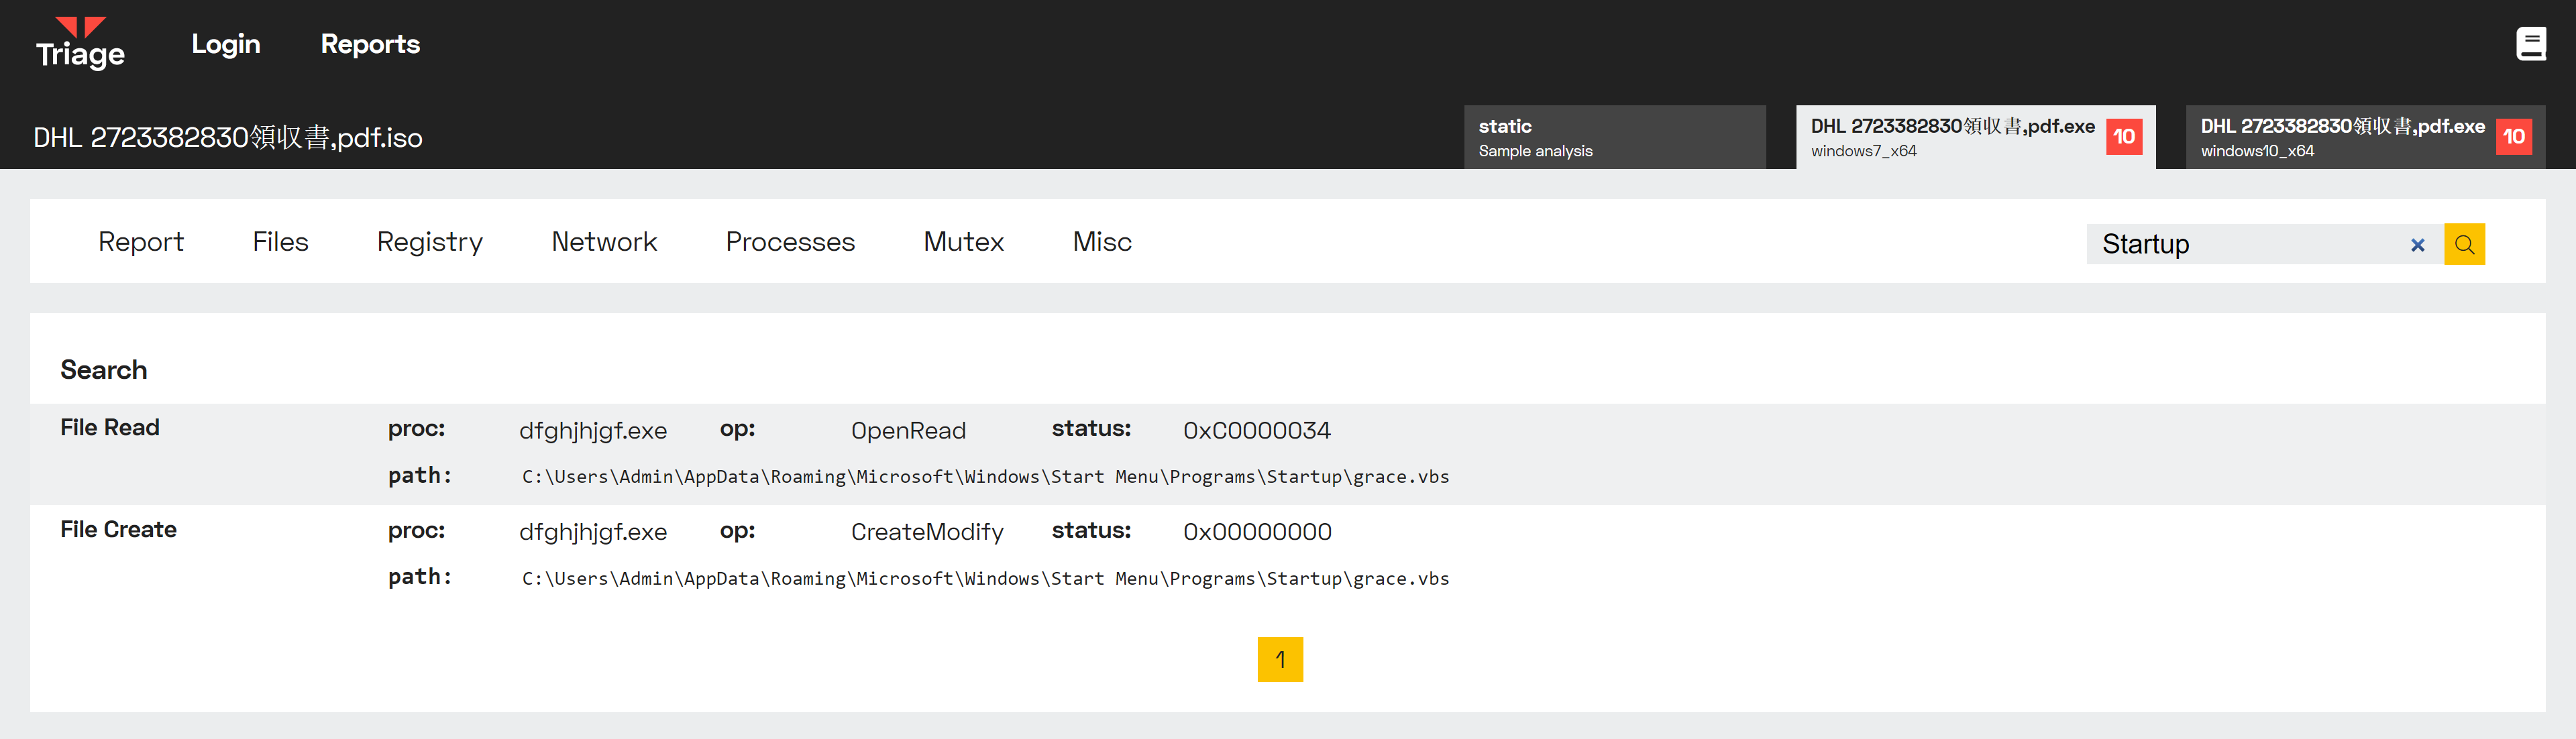 Triage
Login
Reports
DHL 2723382830領収書,pdf.iso
static
Sample analysis
DHL 2723382830領収書,pdf.exe
windows7_x64
10
DHL 2723382830領収書,pdf.exe
windows10_x64
10
Report Files Registry Network Processes Mutex Misc
Startup
Search
File Read proc: dfghjhjgf.exe op: OpenRead status: 0xC0000034
path: C:\Users\Admin\AppData\Roaming\Microsoft\Windows\Start Menu\Programs\Startup\grace.vbs
File Create proc: dfghjhjgf.exe op: CreateModify status: 0x00000000
path: C:\Users\Admin\AppData\Roaming\Microsoft\Windows\Start Menu\Programs\Startup\grace.vbs
1